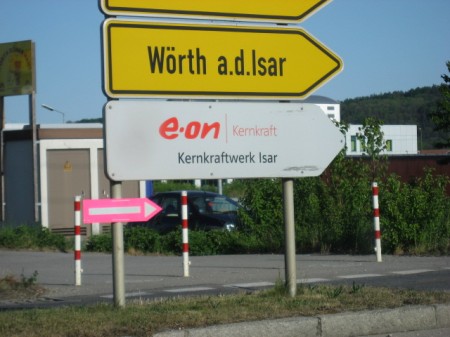 Wörth a.d.Isar
e·on | Kernkraft
Kernkraftwerk Isar